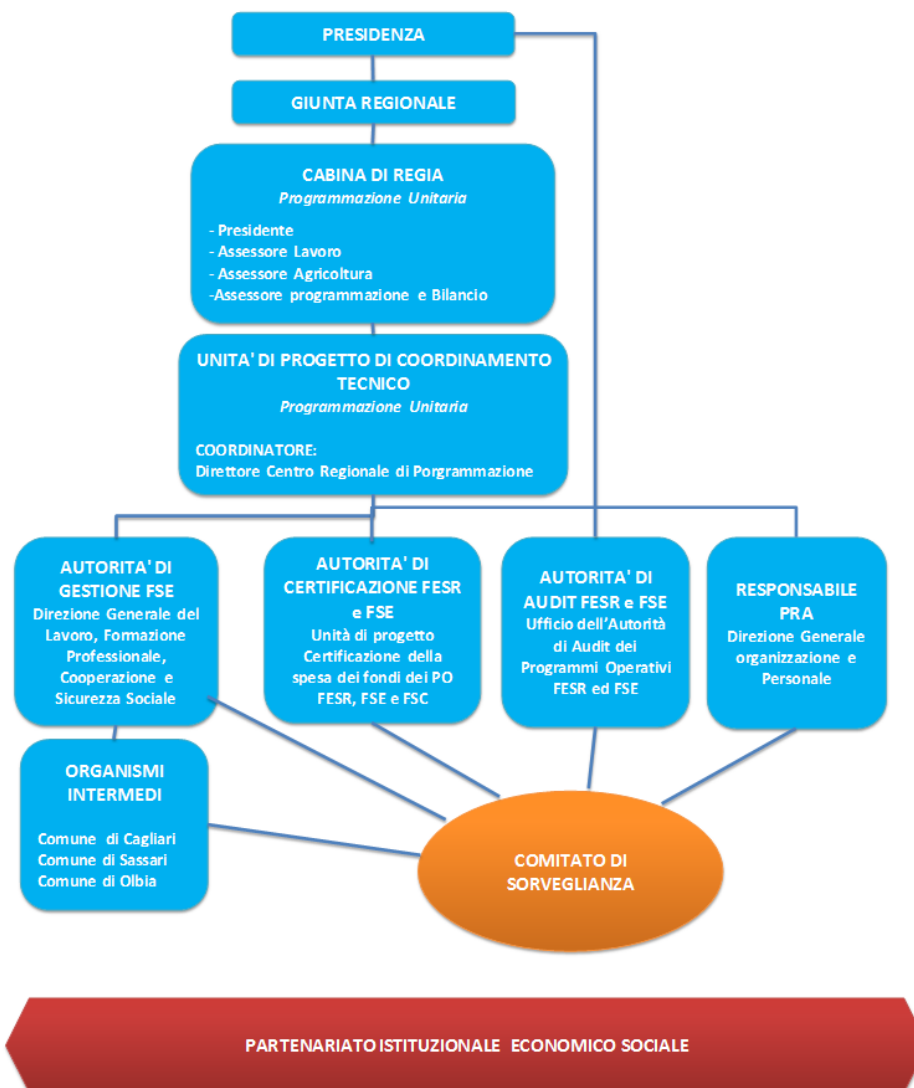 PRESIDENZA
GIUNTA REGIONALE
CABINA DI REGIA
Programmazione Unitaria
- Presidente
- Assessore Lavoro
- Assessore Agricoltura
-Assessore programmazione e Bilancio
UNITA' DI PROGETTO DI COORDINAMENTO
TECNICO
Programmazione Unitaria
COORDINATORE:
Direttore Centro Regionale di Porgrammazione
AUTORITA' DI
GESTIONE FSE
Direzione Generale del
Lavoro, Formazione
Professionale,
Cooperazione e
Sicurezza Sociale
AUTORITA' DI
CERTIFICAZIONE FESR
e FSE
Unità di progetto
Certificazione della
spesa dei fondi dei PO
FESR, FSE e FSC
AUTORITA' DI
AUDIT FESR e FSE
Ufficio dell'Autorità
di Audit dei
Programmi Operativi
FESR ed FSE
RESPONSABILE
PRA
Direzione Generale
organizzazione e
Personale
ORGANISMI
INTERMEDI
Comune di Cagliari
Comune di Sassari
Comune di Olbia
COMITATO DI
SORVEGLIANZA
PARTENARIATO ISTITUZIONALE ECONOMICO SOCIALE